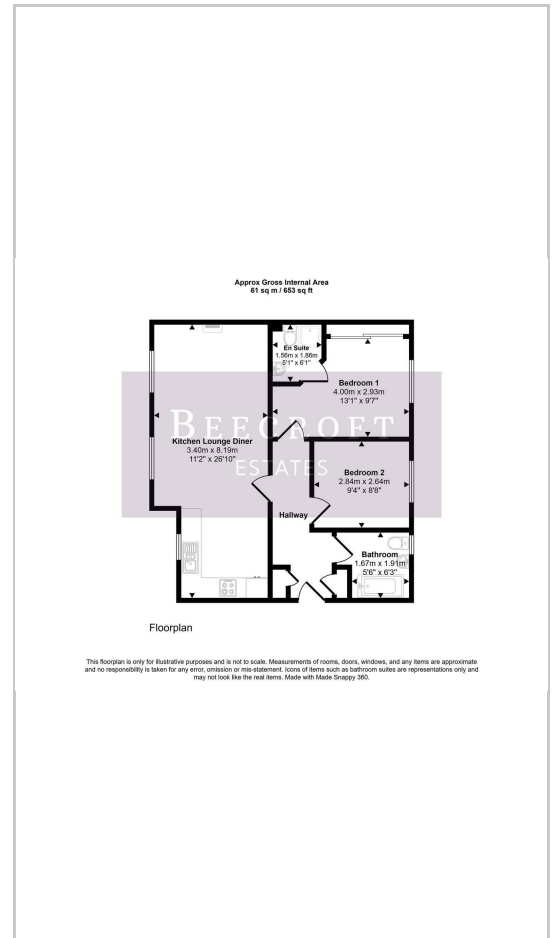 Approx Gross Internal Area
61 sq m / 653 sq ft
En Suite
1.56m x 1.86m
5'1" x 6'1"
Bedroom 1
4.00m x 2.93m
13'1" x 9'7"
BEECROFT
ESTATES
Kitchen Lounge Diner
3.40m x 8.19m
11'2" x 26'10"
Bedroom 2
2.84m x 2.64m
9'4" x 8'8"
Hallway
Bathroom
1.67m x 1.91m
5'6" x 6'3"
Floorplan
This floorplan is only for illustrative purposes and is not to scale. Measurements of rooms, doors, windows, and any items are approximate
and no responsibility is taken for any error, omission or mis-statement. Icons of items such as bathroom suites are representations only and
may not look like the real items. Made with Made Snappy 360.